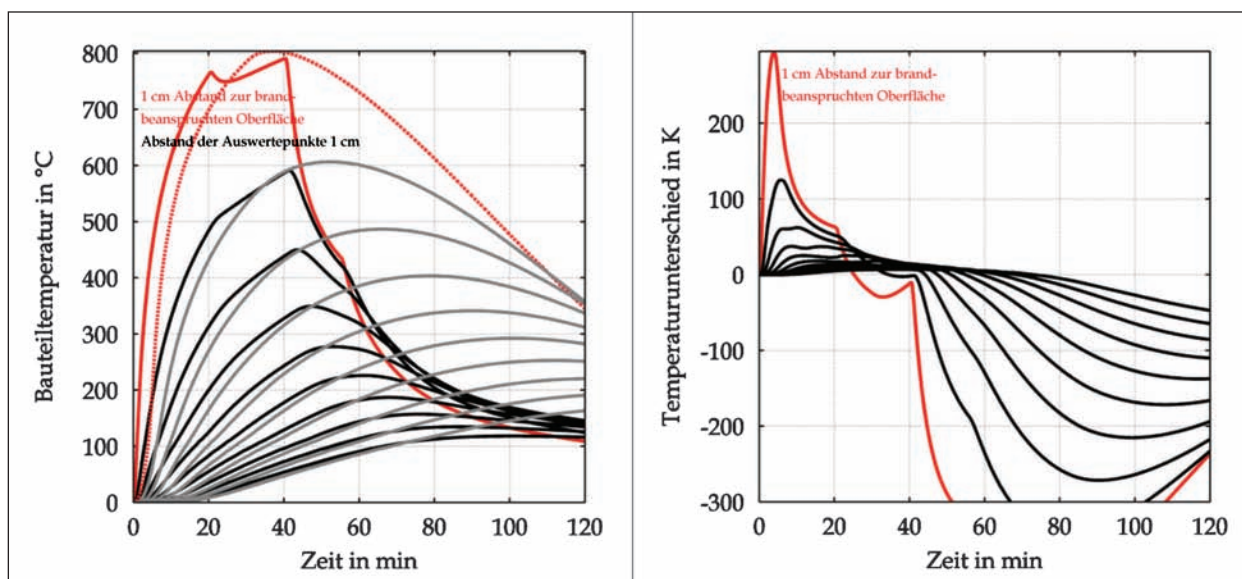 800
700
600
500
400
300
200
100
0
Bauteiltemperatur in °C
1 cm Abstand zur brand-
beanspruchten Oberfläche
Abstand der Auswertepunkte 1 cm
0 20 40 60 80 100 120
Zeit in min
200
100
0
-100
-200
-300
Temperaturunterschied in K
1 cm Abstand zur brand-
beanspruchten Oberfläche
0 20 40 60 80 100 120
Zeit in min